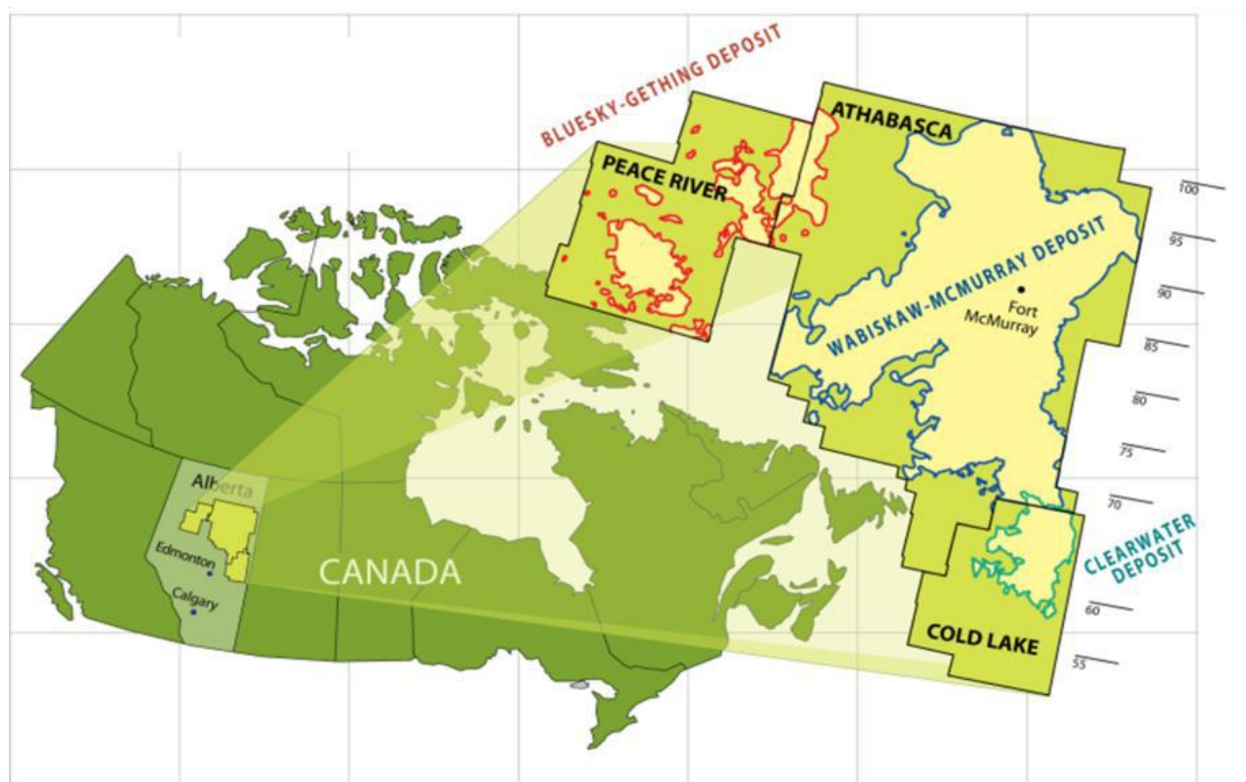 BLUESKY-GETHING DEPOSIT
ATHABASCA
PEACE RIVER
100
95
WABISKAW-MCMURRAY DEPOSIT
90
Fort
McMurray
85
80
75
Alberta
70
Edmonton
CLEARWATER
DEPOSIT
CANADA
Calgary
60
COLD LAKE
55